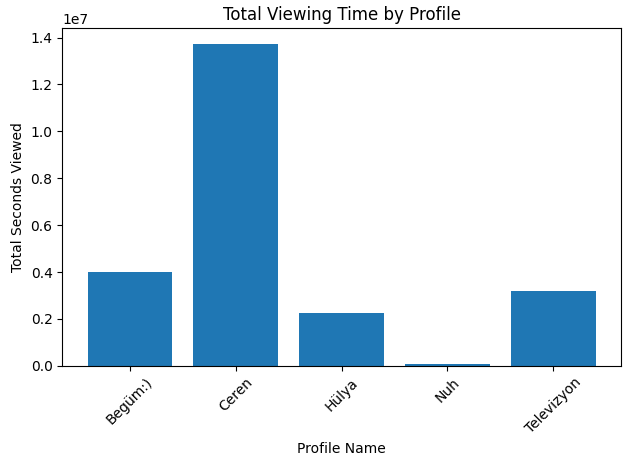 Total Viewing Time by Profile
1e7
1.4
1.2
1.0
0.8
0.6
0.4
0.2
0.0
Total Seconds Viewed
Begüm:)
Ceren
Hülya
Nuh
Televizyon
Profile Name